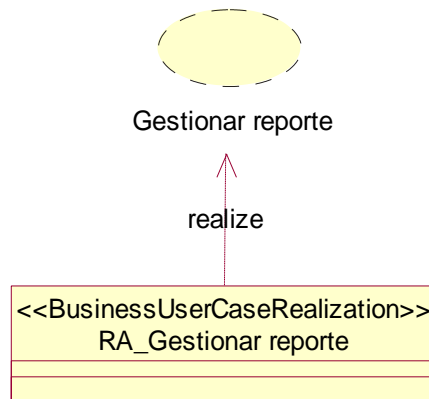 Gestionar reporte
realize
<<BusinessUserCaseRealization>>
RA_Gestionar reporte